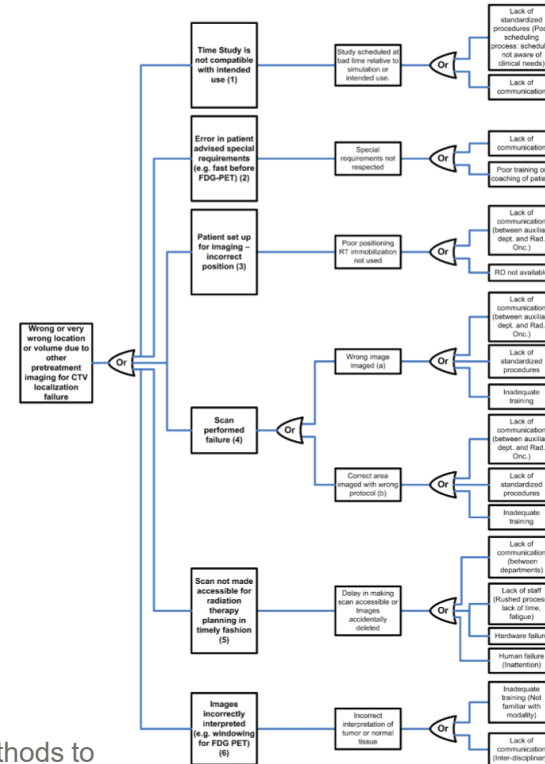 Wrong or very
wrong location
or volume due to
other
pretreatment
imaging for CTV
localization
failure
Or
Time Study is
not compatible
with intended
use (1)
Study scheduled at
bad time relative to
simulation or
intended use.
Or
Lack of
standardized
procedures
scheduling
process:
not aware of
clinical needs)
Lack of
communication
Error in patient
advised special
requirements
(e.g. fast before
FDG-PET) (2)
Special
requirements not
respected
Or
Lack of
communication
Poor training or
coaching of
Patient set up
for imaging –
incorrect
position (3)
Poor positioning
RT immobilization
not used
Or
Lack of
communication
(between
dept. and Rad.
Onc.)
RO not available
Scan
performed
failure (4)
Or
Wrong image
imaged (a)
Or
Lack of
communication
(between
dept. and Rad.
Onc.)
Lack of
standardized
procedures
Inadequate
training
Correct area
imaged with wrong
protocol (b)
Or
Lack of
communication
(between
dept. and Rad.
Onc.)
Lack of
standardized
procedures
Inadequate
training
Scan not made
accessible for
radiation
therapy
planning in
timely fashion
(5)
Delay in making
scan accessible or
Images
accidentally
deleted
Or
Lack of
communication
(between
departments)
Lack of staff
(Rushed
lack of time,
fatigue)
Hardware
Human failure
(Inattention)
Images
incorrectly
interpreted
(e.g. windowing
for FDG PET)
(6)
Incorrect
interpretation of
tumor or normal
tissue
Or
Inadequate
training (Not
familiar with
modality)
Lack of
communication
to